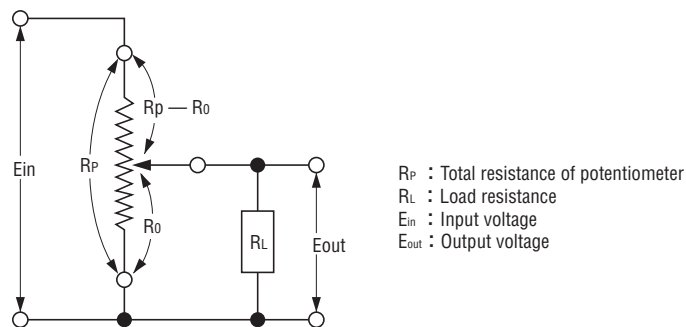 Rp — R0
Ein
RP
R0
RL
Eout
RP : Total resistance of potentiometer
RL : Load resistance
Ein : Input voltage
Eout : Output voltage